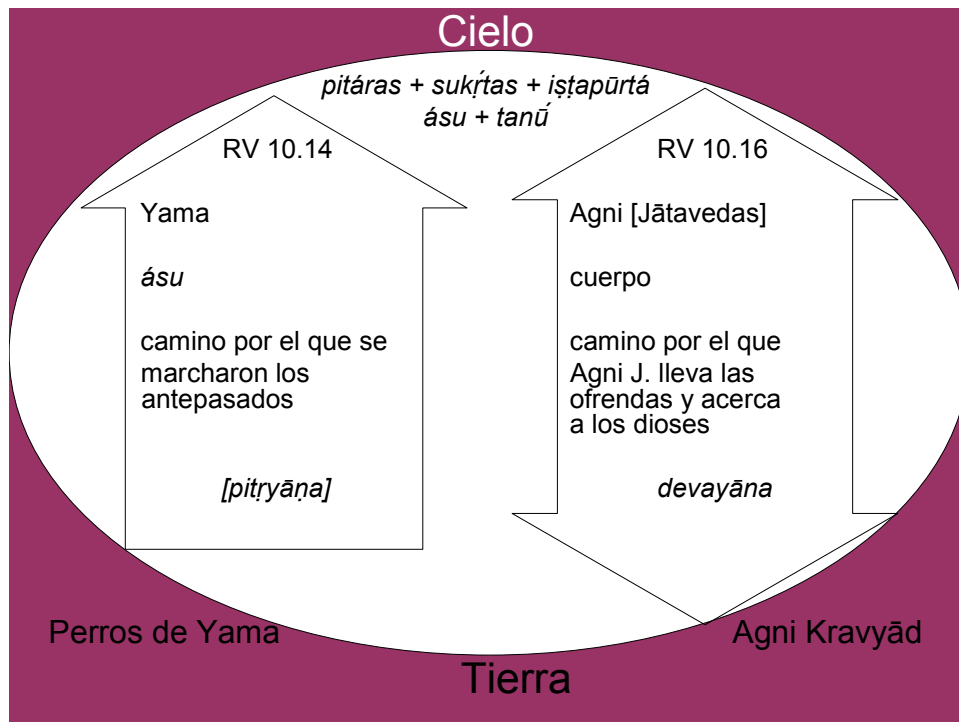 Cielo
pitáras + sukŕ̥tas + iṣṭapūrtá
ásu + tanū́
RV 10.14
Yama
ásu
camino por el que se
marcharon los
antepasados
[pitṛyāṇa]
RV 10.16
Agni [Jātavedas]
cuerpo
camino por el que
Agni J. lleva las
ofrendas y acerca
a los dioses
devayāna
Perros de Yama
Agni Kravyād
Tierra